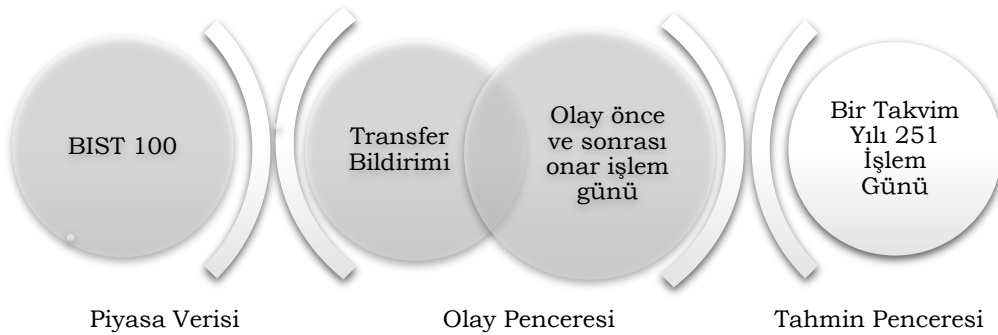 BIST 100
Transfer
Bildirimi
Olay önce
ve sonrası
onar işlem
günü
Bir Takvim
Yılı 251
İşlem
Günü
Piyasa Verisi
Olay Penceresi
Tahmin Penceresi